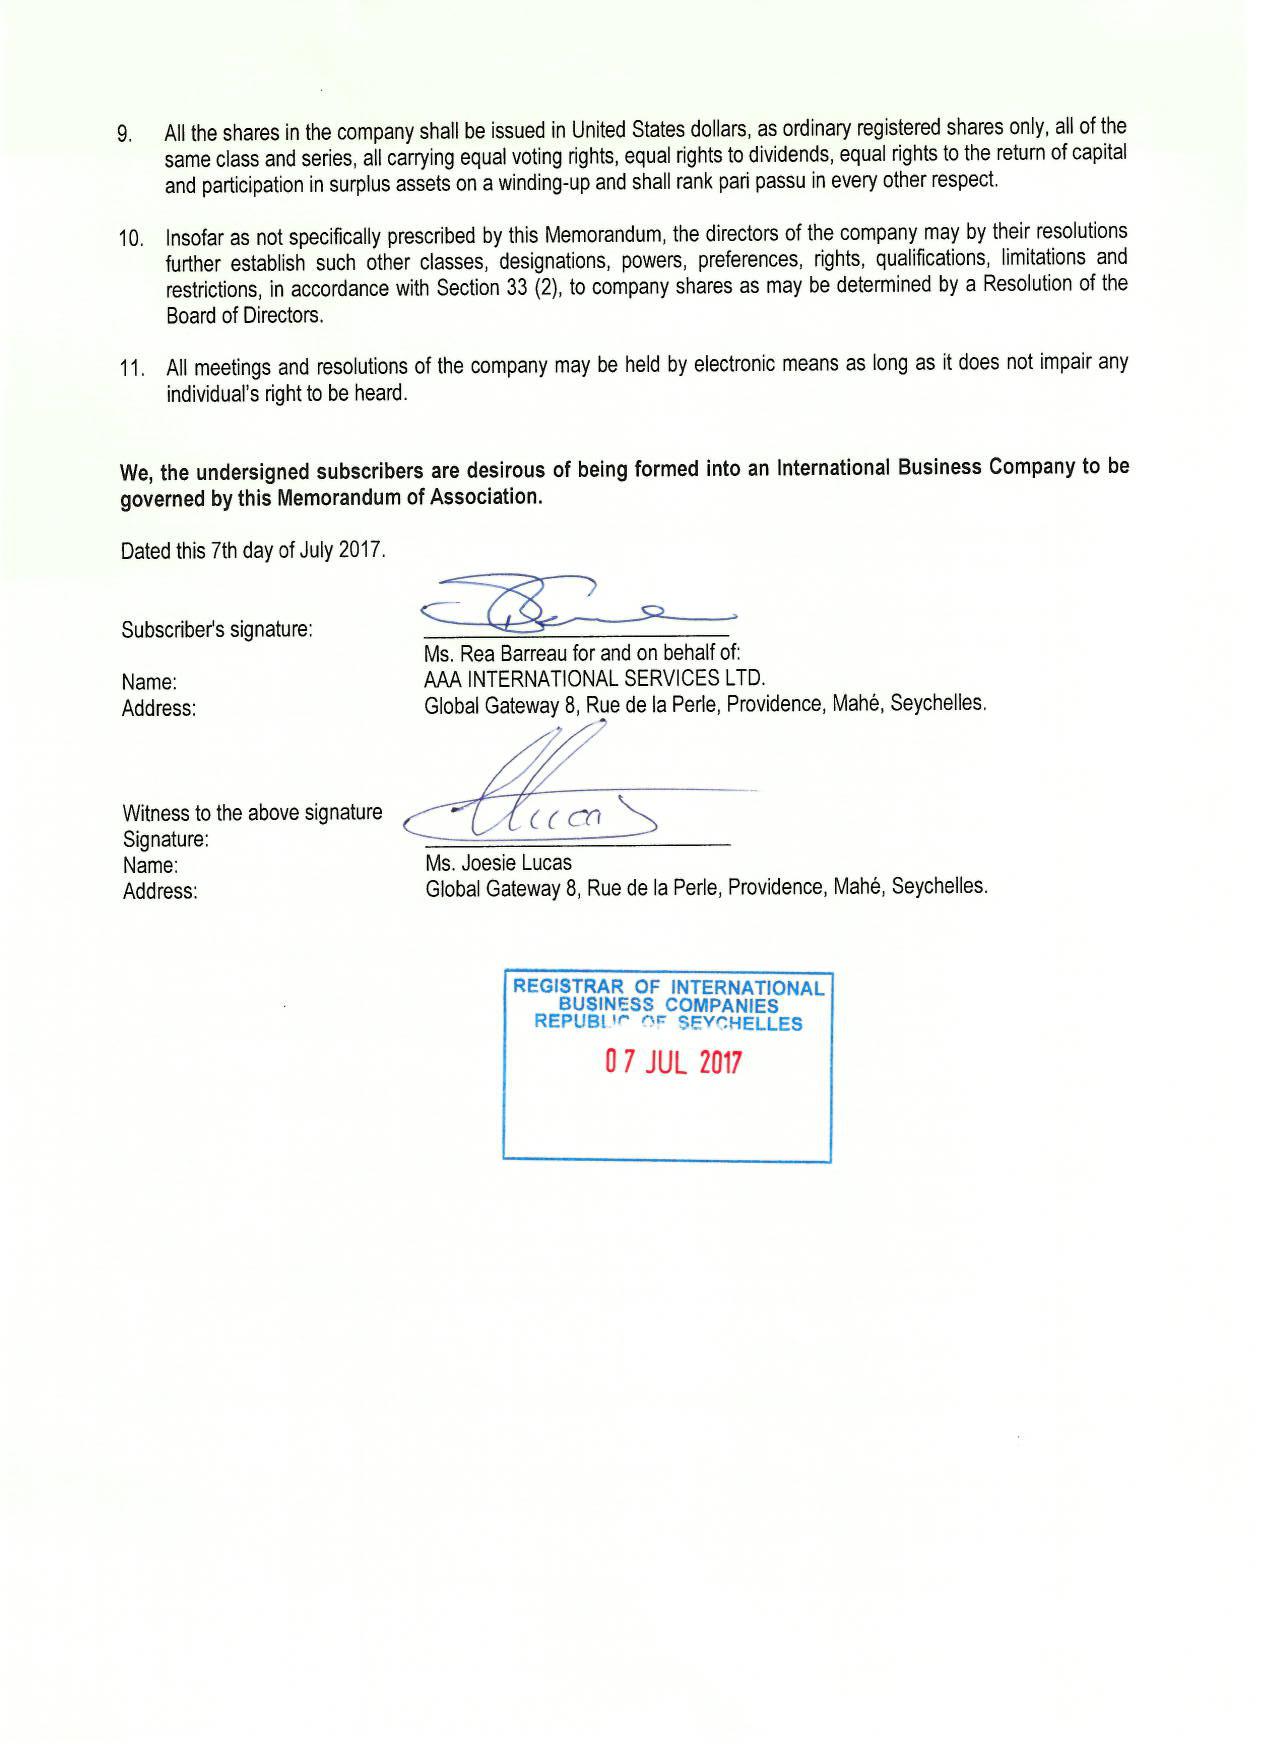 9. All the shares in the company shall be issued in United States dollars, as ordinary registered shares only, all of the
same class and series, all carrying equal voting rights, equal rights to dividends, equal rights to the return of capital
and participation in surplus assets on a winding-up and shall rank pari passu in every other respect.
10. Insofar as not specifically prescribed by this Memorandum, the directors of the company may by their resolutions
further establish such other classes, designations, powers, preferences, rights, qualifications, limitations and
restrictions, in accordance with Section 33 (2), to company shares as may be determined by a Resolution of the
Board of Directors.
11. All meetings and resolutions of the company may be held by electronic means as long as it does not impair any
individual's right to be heard.
We, the undersigned subscribers are desirous of being formed into an International Business Company to be
governed by this Memorandum of Association.
Dated this 7th day of July 2017.
Subscriber's signature:
Ms. Rea Barreau for and on behalf of:
Name: AAA INTERNATIONAL SERVICES LTD.
Address: Global Gateway 8, Rue de la Perle, Providence, Mahé, Seychelles.
Witness to the above signature
Signature:
Name: Ms. Joesie Lucas
Address: Global Gateway 8, Rue de la Perle, Providence, Mahé, Seychelles.
REGISTRAR OF INTERNATIONAL
BUSINESS COMPANIES
REPUBLIC OF SEYCHELLES
07 JUL 2017